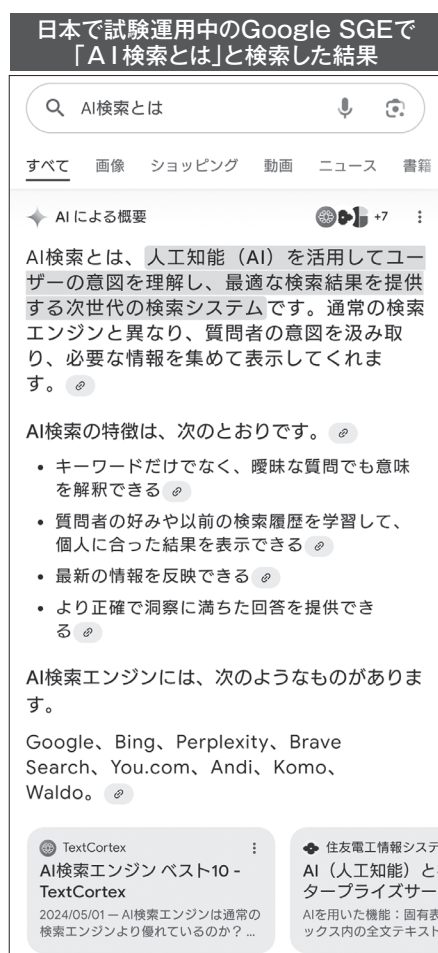 日本で試験運用中のGoogle SGEで
「AI検索とは」と検索した結果
AI検索とは
すべて 画像 ショッピング 動画 ニュース 書籍
AI による概要 +7
AI検索とは、人工知能（AI）を活用してユー
ザーの意図を理解し、最適な検索結果を提供
する次世代の検索システムです。通常の検索
エンジンと異なり、質問者の意図を汲み取
り、必要な情報を集めて表示してくれま
す。
AI検索の特徴は、次のとおりです。
• キーワードだけでなく、曖昧な質問でも意味
を解釈できる
• 質問者の好みや以前の検索履歴を学習して、
個人に合った結果を表示できる
• 最新の情報を反映できる
• より正確で洞察に満ちた回答を提供でき
る
AI検索エンジンには、次のようなものがありま
す。
Google、Bing、Perplexity、Brave
Search、You.com、Andi、Komo、
Waldo。
TextCortex
AI検索エンジン ベスト10 -
TextCortex
2024/05/01 — AI検索エンジンは通常の
検索エンジンより優れているのか？ ...
住友電工情報システ
AI（人工知能）と
タープライズサー
AIを用いた機能：固有表
ックス内の全文テキスト